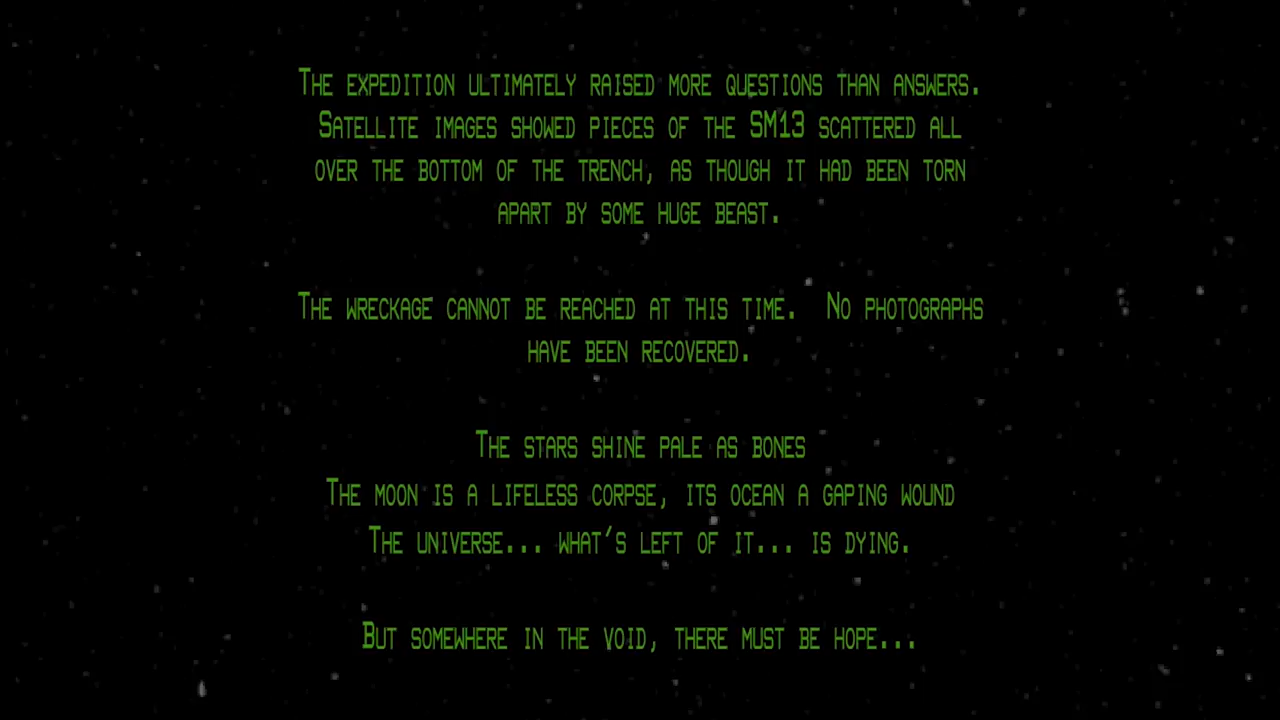 The expedition ultimately raised more questions than answers.
Satellite images showed pieces of the SM13 scattered all
over the bottom of the trench, as though it had been torn
apart by some huge beast.
The wreckage cannot be reached at this time.  No photographs
have been recovered.
The stars shine pale as bones
The moon is a lifeless corpse, its ocean a gaping wound
The universe... what's left of it... is dying.
But somewhere in the void, there must be hope...